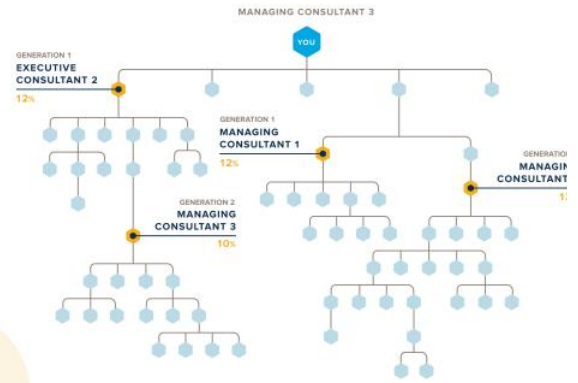 MANAGING CONSULTANT 3
YOU
GENERATION 1
EXECUTIVE
CONSULTANT 2
12%
GENERATION 1
MANAGING
CONSULTANT 1
12%
GENERATION 2
MANAGING
CONSULTANT 3
10%
CONSULTANT